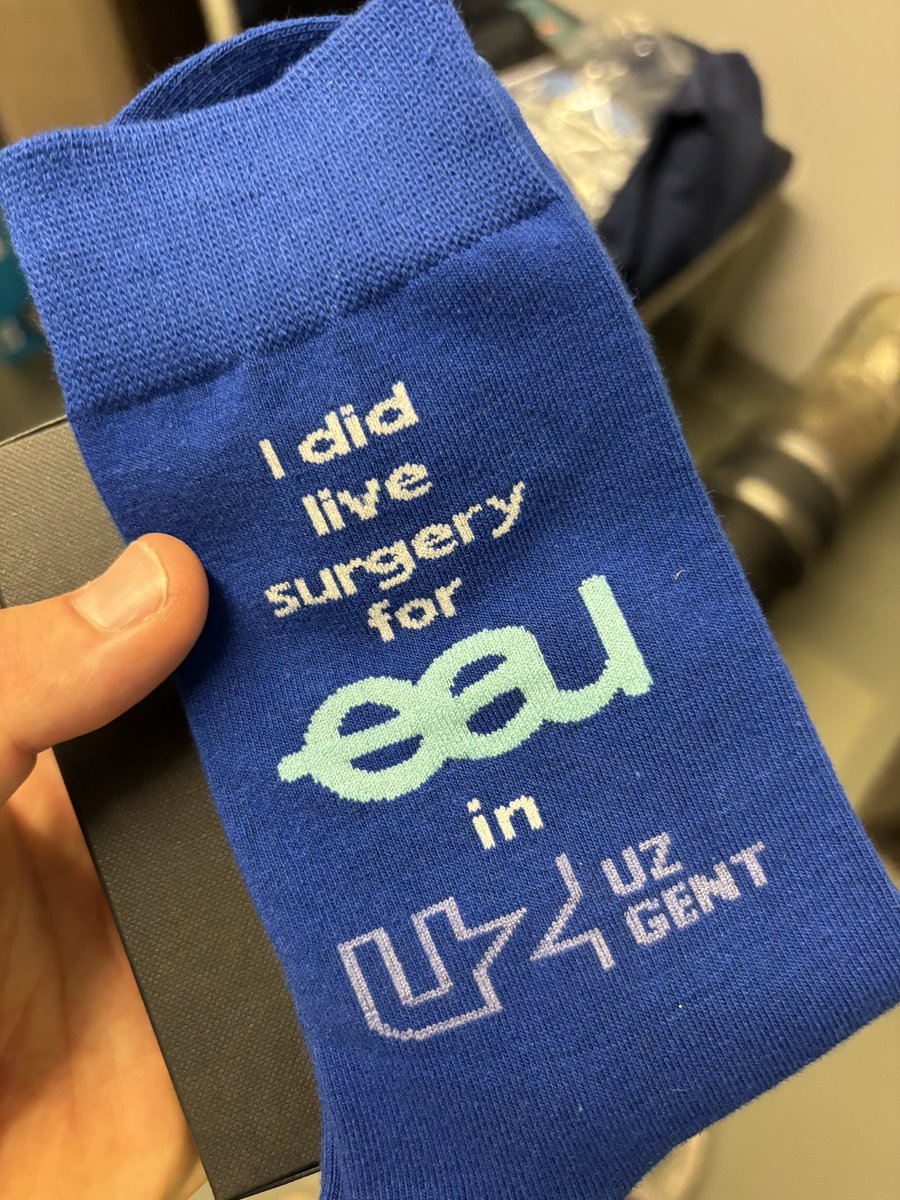 I did
live
surgery
for
eau
in
UZ
GENT